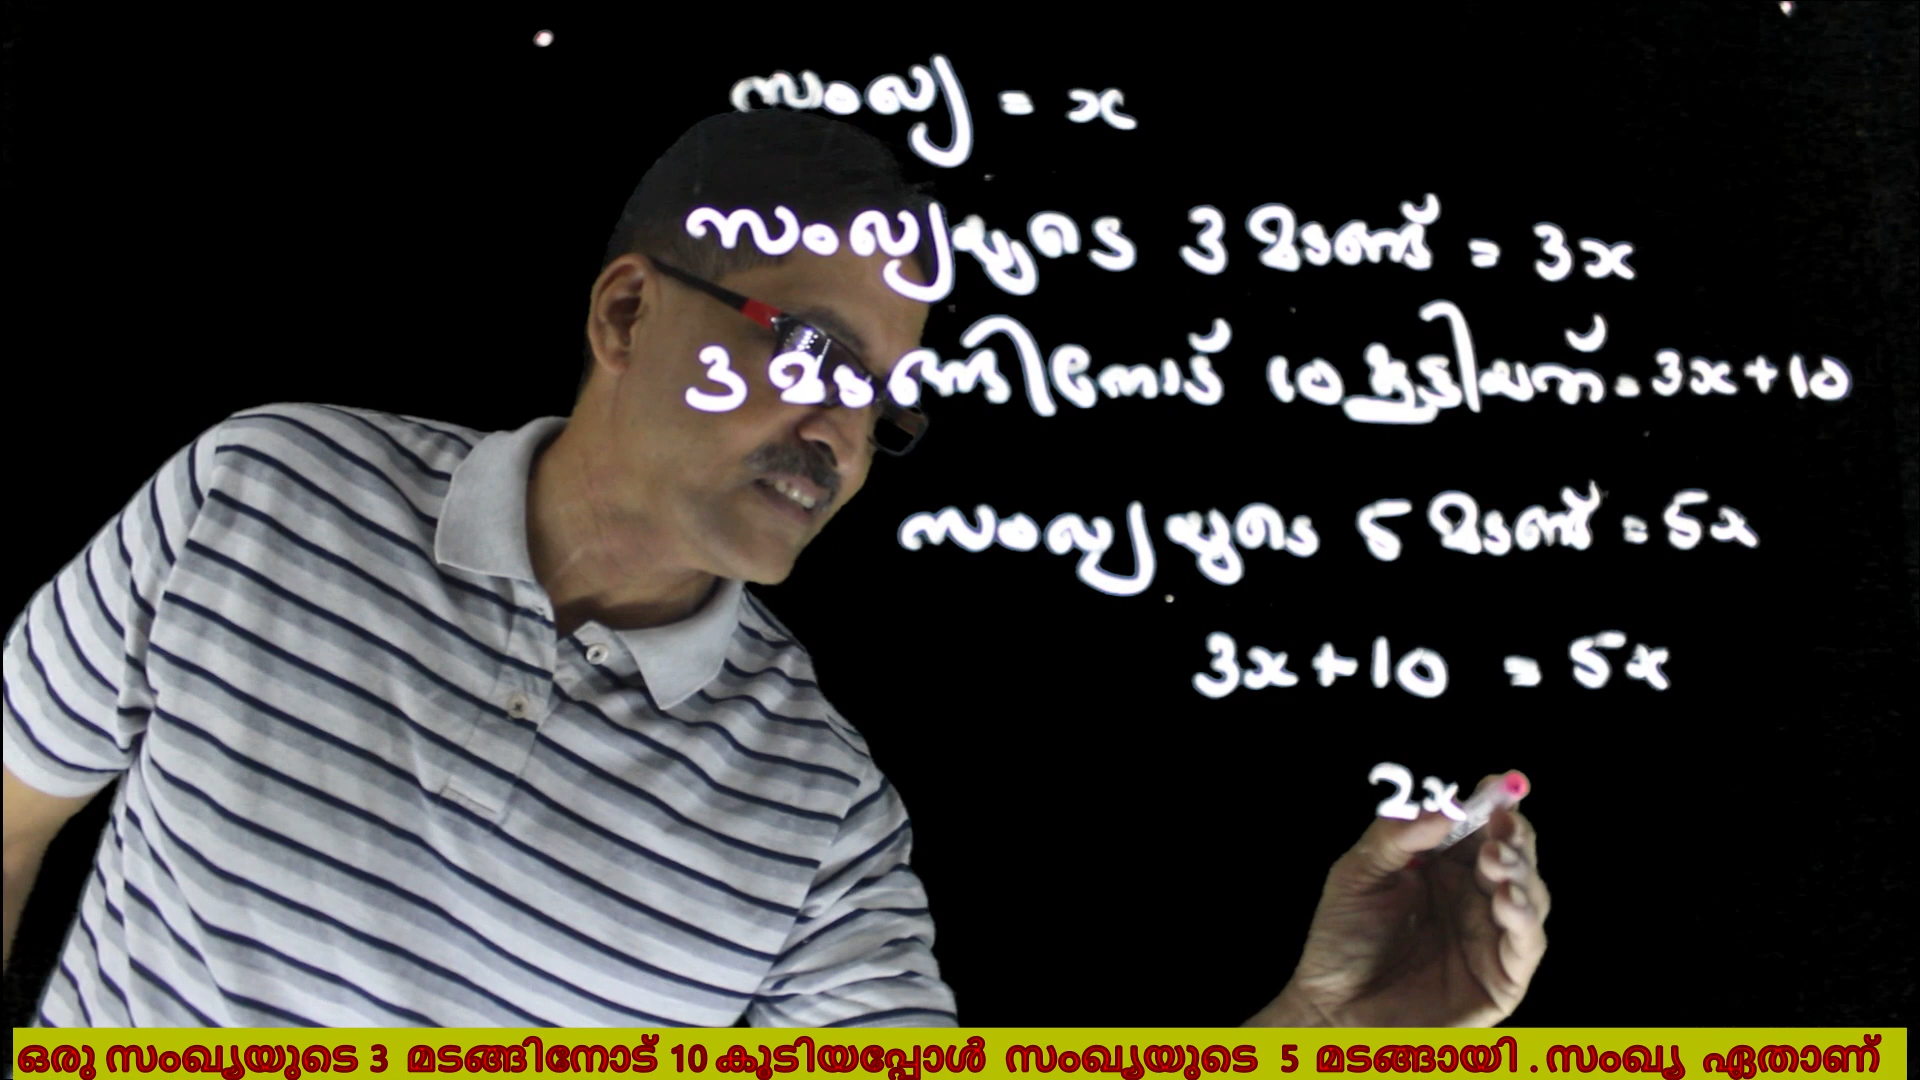 സംഖ്യ = x
സംഖ്യയുടെ 3 മടങ്ങ് = 3x
3 മടങ്ങിനോട് 10 കൂട്ടിയത് = 3x + 10
സംഖ്യയുടെ 5 മടങ്ങ് = 5x
3x + 10 = 5x
2x
ഒരു സംഖ്യയുടെ 3 മടങ്ങിനോട് 10 കൂടിയപ്പോൾ സംഖ്യയുടെ 5 മടങ്ങായി . സംഖ്യ ഏതാണ്